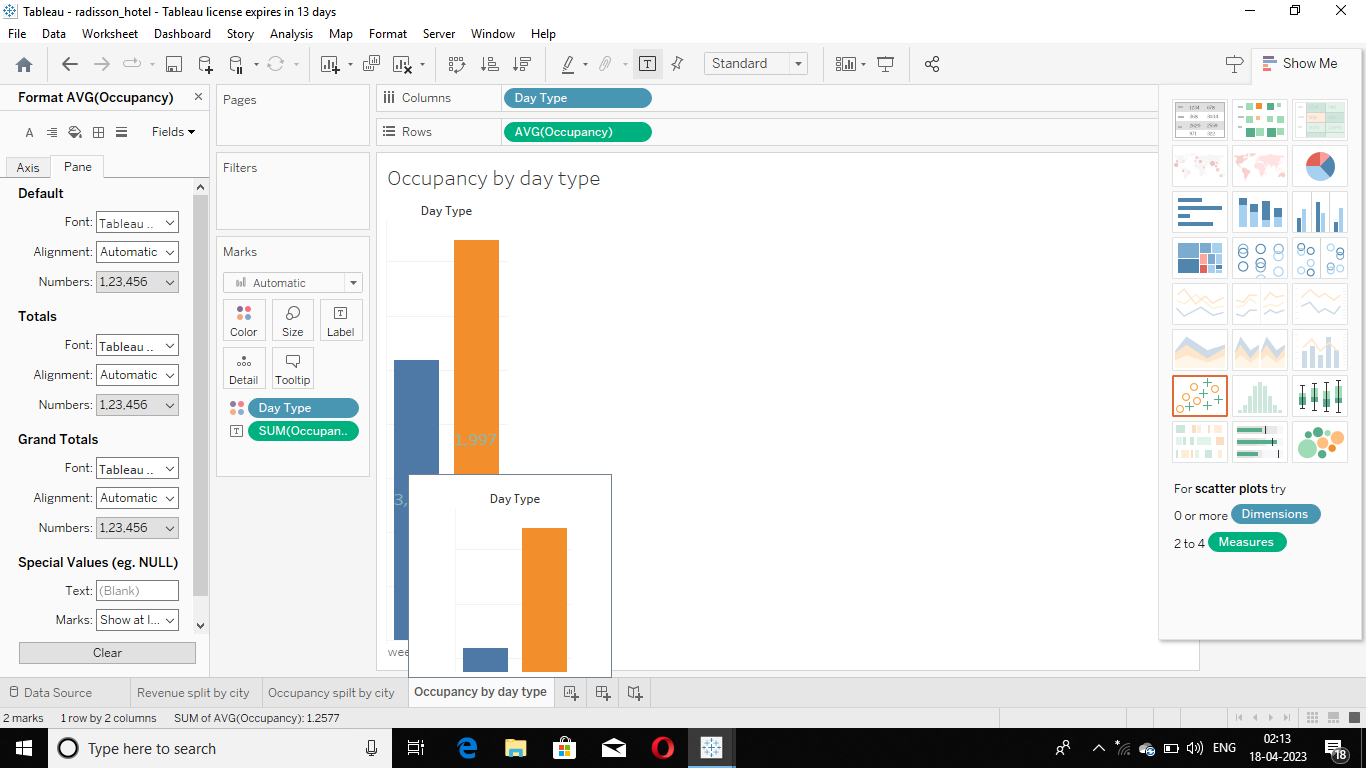 Tableau - radisson_hotel - Tableau license expires in 13 days
File Data Worksheet Dashboard Story Analysis Map Format Server Window Help
Standard
Show Me
Format AVG(Occupancy)
Fields
Axis Pane
Default
Font: Tableau ..
Alignment: Automatic
Numbers: 1,23,456
Totals
Font: Tableau ..
Alignment: Automatic
Numbers: 1,23,456
Grand Totals
Font: Tableau ..
Alignment: Automatic
Numbers: 1,23,456
Special Values (eg. NULL)
Text: (Blank)
Marks: Show at l...
Clear
Pages
Filters
Marks
Automatic
Color Size Label
Detail Tooltip
Day Type
SUM(Occupan..
Columns Day Type
Rows AVG(Occupancy)
Occupancy by day type
Day Type
1,997
3,
wee
Day Type
For scatter plots try
0 or more Dimensions
2 to 4 Measures
Data Source Revenue split by city Occupancy spilt by city Occupancy by day type
2 marks 1 row by 2 columns SUM of AVG(Occupancy): 1.2577
Type here to search
ENG
02:13
18-04-2023
18